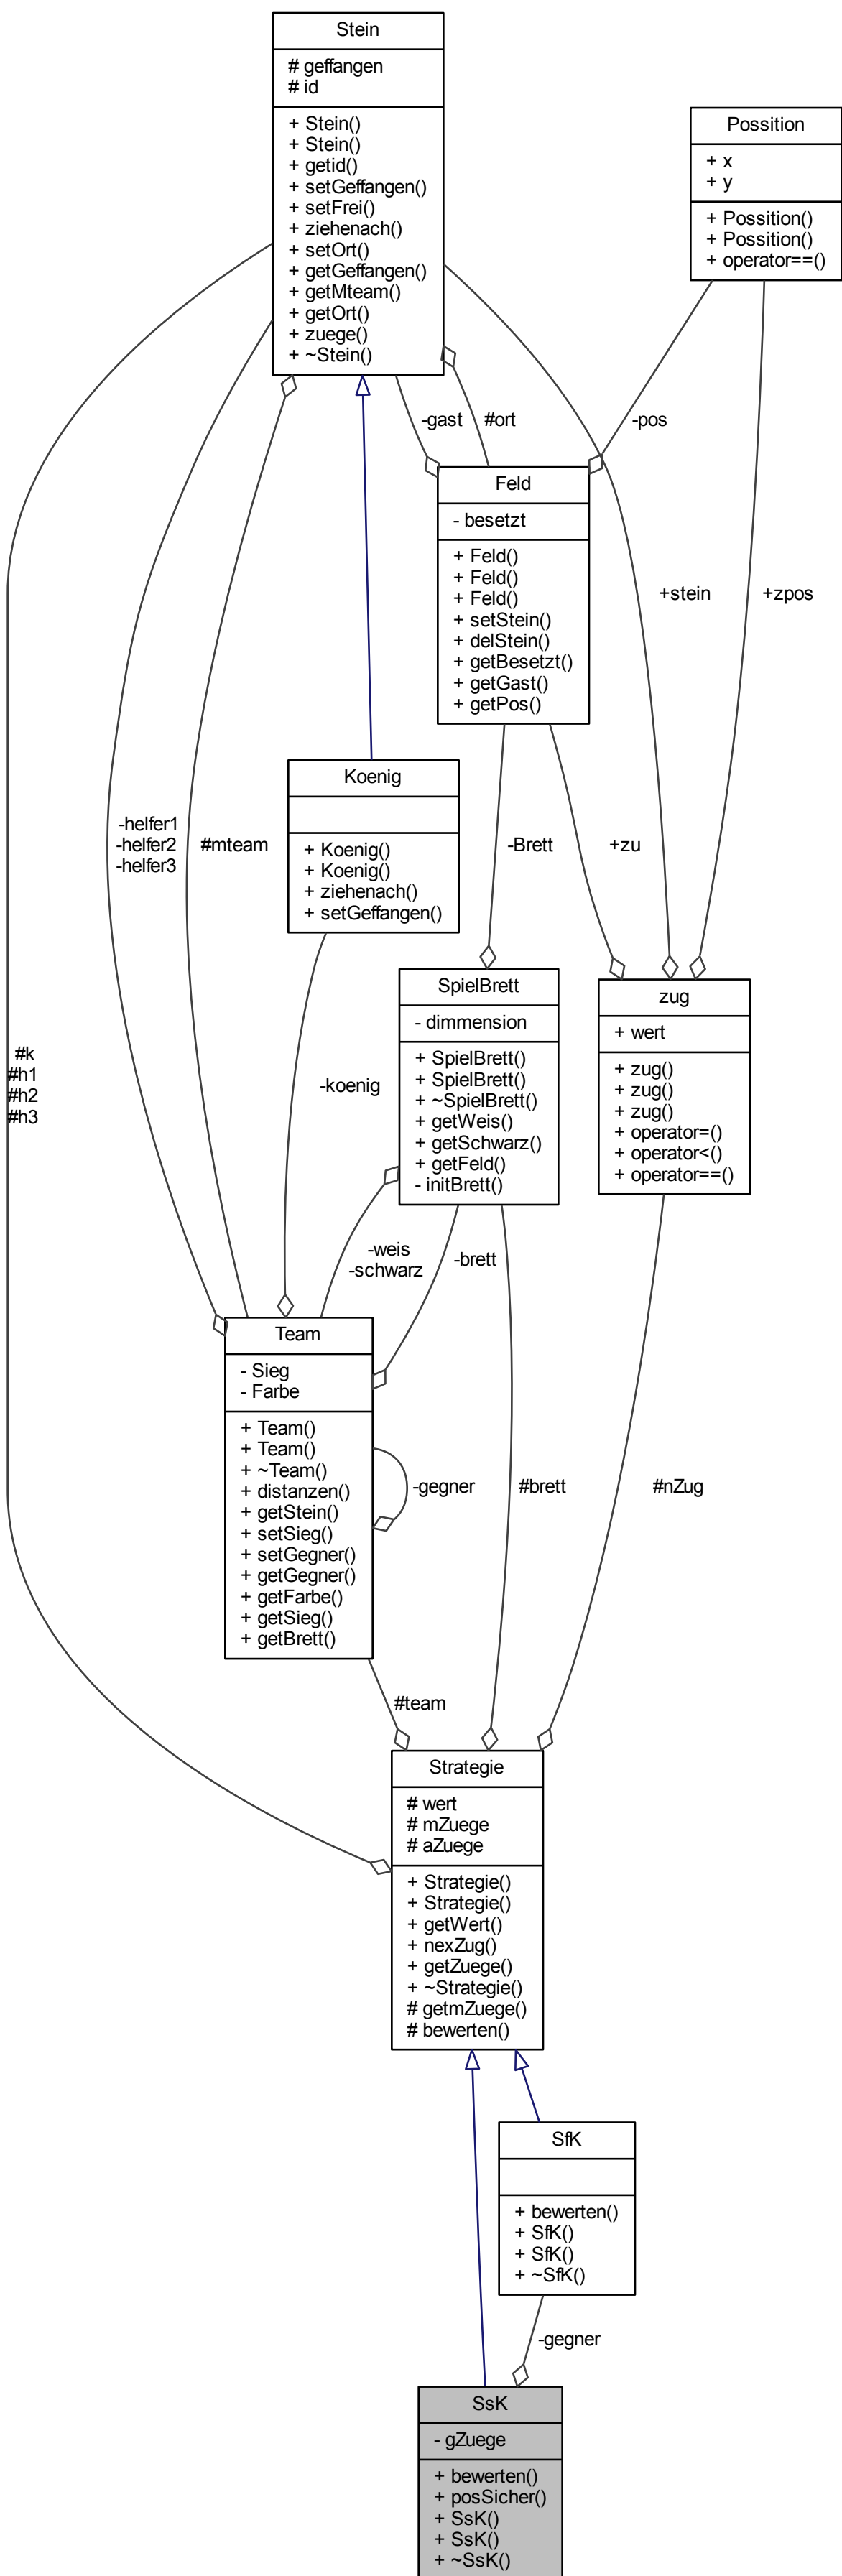 Stein
# geffangen
# id
+ Stein()
+ Stein()
+ getid()
+ setGeffangen()
+ setFrei()
+ ziehenach()
+ setOrt()
+ getGeffangen()
+ getMteam()
+ getOrt()
+ zuege()
+ ~Stein()
Possition
+ x
+ y
+ Possition()
+ Possition()
+ operator==()
-gast
#ort
-pos
Feld
- besetzt
+ Feld()
+ Feld()
+ Feld()
+ setStein()
+ delStein()
+ getBesetzt()
+ getGast()
+ getPos()
+stein
+zpos
Koenig
+ Koenig()
+ Koenig()
+ ziehenach()
+ setGeffangen()
-helfer1
-helfer2
-helfer3
#mteam
-Brett
+zu
SpielBrett
- dimmension
+ SpielBrett()
+ SpielBrett()
+ ~SpielBrett()
+ getWeis()
+ getSchwarz()
+ getFeld()
- initBrett()
zug
+ wert
+ zug()
+ zug()
+ zug()
+ operator=()
+ operator<()
+ operator==()
#k
#h1
#h2
#h3
-koenig
-weis
-schwarz
-brett
Team
- Sieg
- Farbe
+ Team()
+ Team()
+ ~Team()
+ distanzen()
+ getStein()
+ setSieg()
+ setGegner()
+ getGegner()
+ getFarbe()
+ getSieg()
+ getBrett()
-gegner
#brett
#nZug
#team
Strategie
# wert
# mZuege
# aZuege
+ Strategie()
+ Strategie()
+ getWert()
+ nexZug()
+ getZuege()
+ ~Strategie()
# getmZuege()
# bewerten()
SfK
+ bewerten()
+ SfK()
+ SfK()
+ ~SfK()
-gegner
SsK
- gZuege
+ bewerten()
+ posSicher()
+ SsK()
+ SsK()
+ ~SsK()